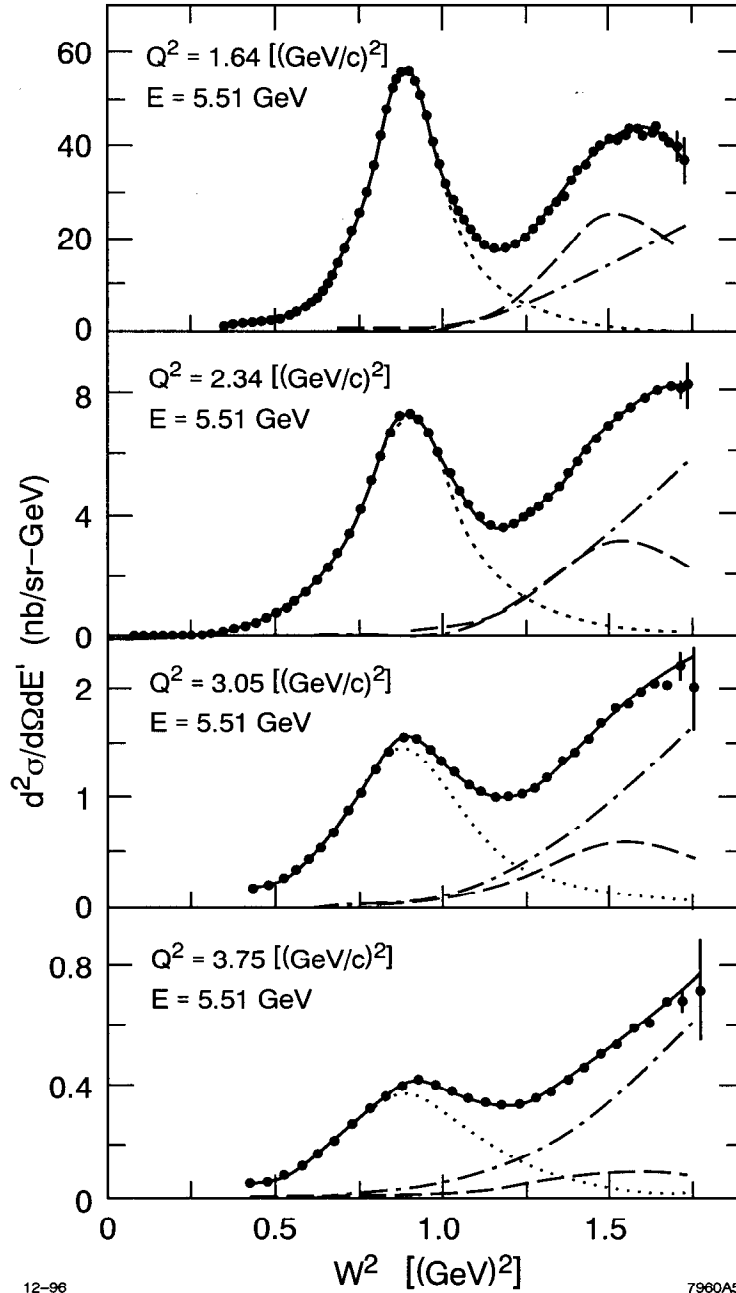 60
40
20
0
Q² = 1.64 [(GeV/c)²]
E = 5.51 GeV
8
4
0
Q² = 2.34 [(GeV/c)²]
E = 5.51 GeV
d²σ/dΩdE' (nb/sr–GeV)
2
1
0
Q² = 3.05 [(GeV/c)²]
E = 5.51 GeV
0.8
0.4
0
Q² = 3.75 [(GeV/c)²]
E = 5.51 GeV
0 0.5 1.0 1.5
W² [(GeV)²]
12–96 7960A5